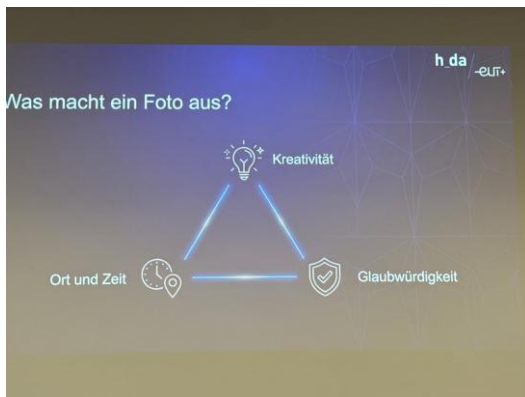 h_da
-eut+
Was macht ein Foto aus?
Kreativität
Ort und Zeit
Glaubwürdigkeit